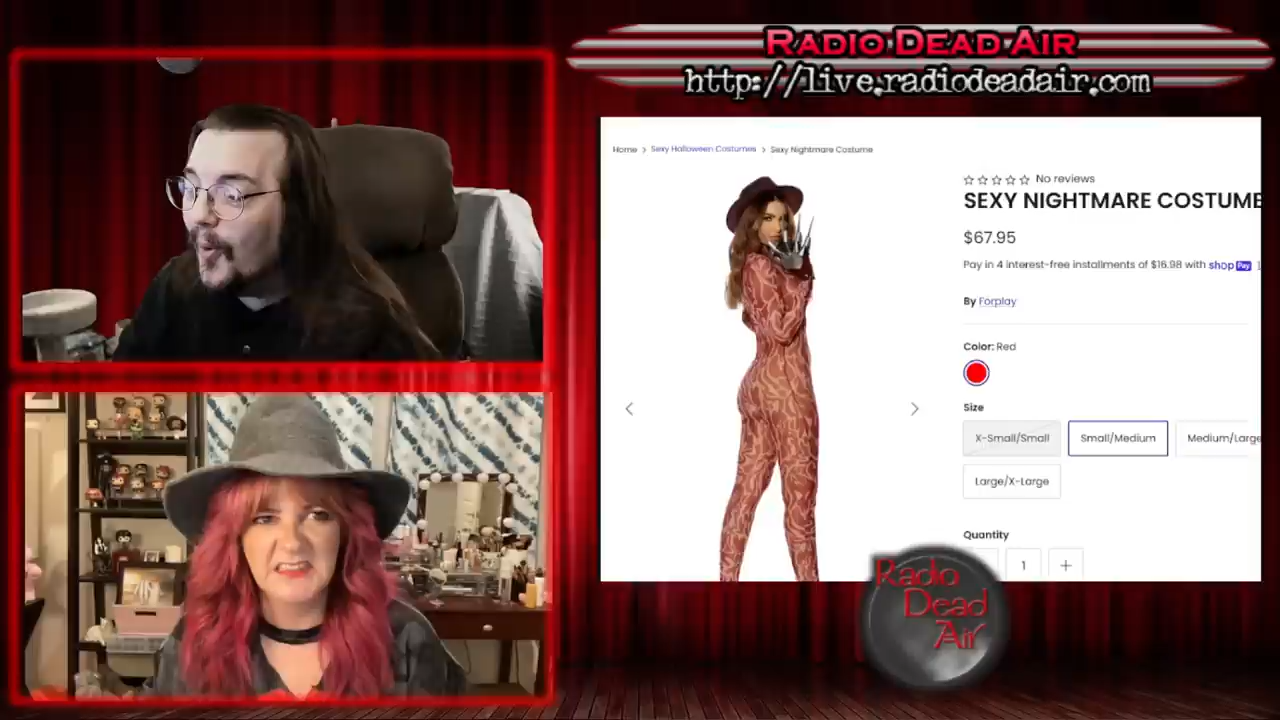 Radio Dead Air
http://live.radiodeadair.com
Home > Sexy Halloween Costumes > Sexy Nightmare Costume
No reviews
SEXY NIGHTMARE COSTUME
$67.95
Pay in 4 interest-free installments of $16.98 with shop Pay
By Forplay
Color: Red
Size
X-Small/Small
Small/Medium
Medium/Large
Large/X-Large
Quantity
1 +
Radio
Dead
Air